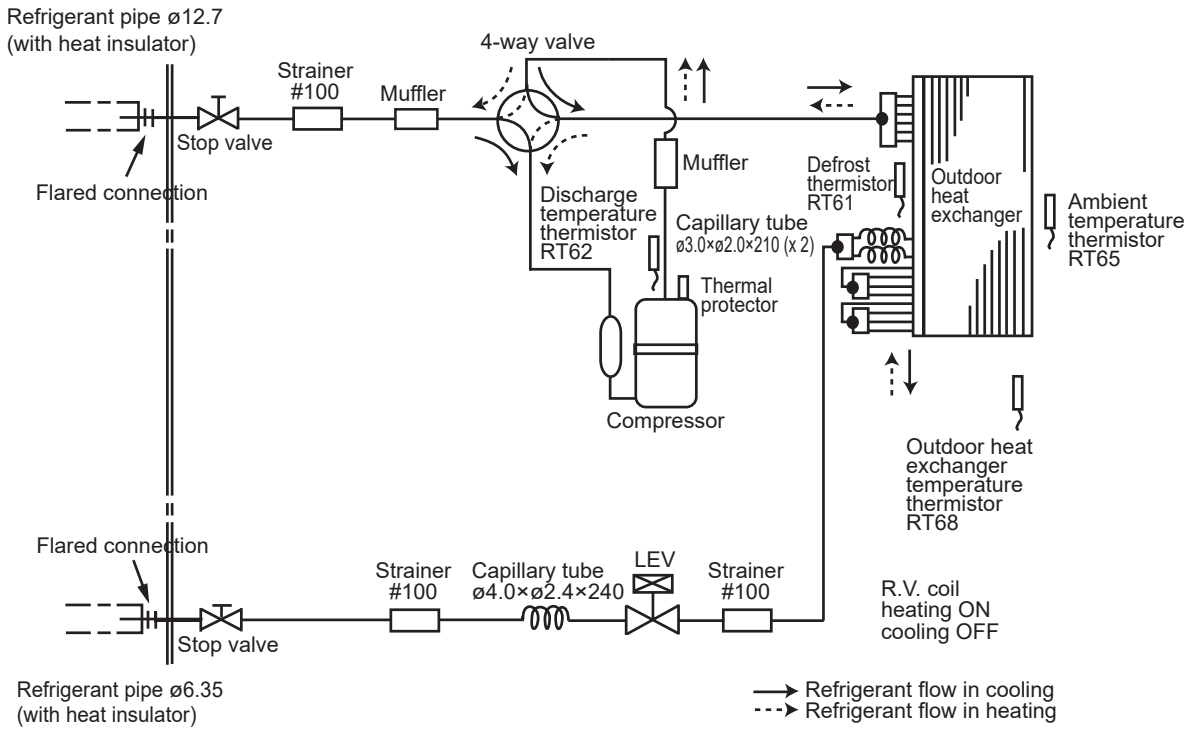 Refrigerant pipe ø12.7
(with heat insulator)
4-way valve
Strainer
#100
Muffler
Stop valve
Flared connection
Muffler
Discharge
temperature
thermistor
RT62
Capillary tube
ø3.0×ø2.0×210 (x 2)
Defrost
thermistor
RT61
Outdoor
heat
exchanger
Ambient
temperature
thermistor
RT65
Thermal
protector
Compressor
Outdoor heat
exchanger
temperature
thermistor
RT68
Flared connection
Strainer
#100
Capillary tube
ø4.0×ø2.4×240
LEV
Strainer
#100
R.V. coil
heating ON
cooling OFF
Stop valve
Refrigerant pipe ø6.35
(with heat insulator)
Refrigerant flow in cooling
Refrigerant flow in heating